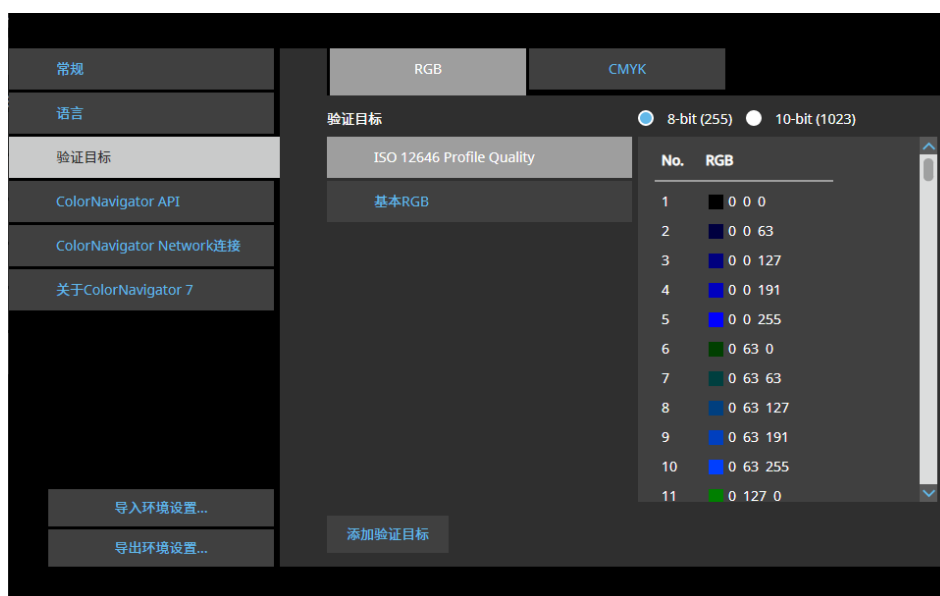 常规
语言
验证目标
ColorNavigator API
ColorNavigator Network连接
关于ColorNavigator 7
导入环境设置...
导出环境设置...
RGB
CMYK
验证目标
8-bit (255) 10-bit (1023)
ISO 12646 Profile Quality
基本RGB
No. RGB
1 0 0 0
2 0 0 63
3 0 0 127
4 0 0 191
5 0 0 255
6 0 63 0
7 0 63 63
8 0 63 127
9 0 63 191
10 0 63 255
11 0 127 0
添加验证目标